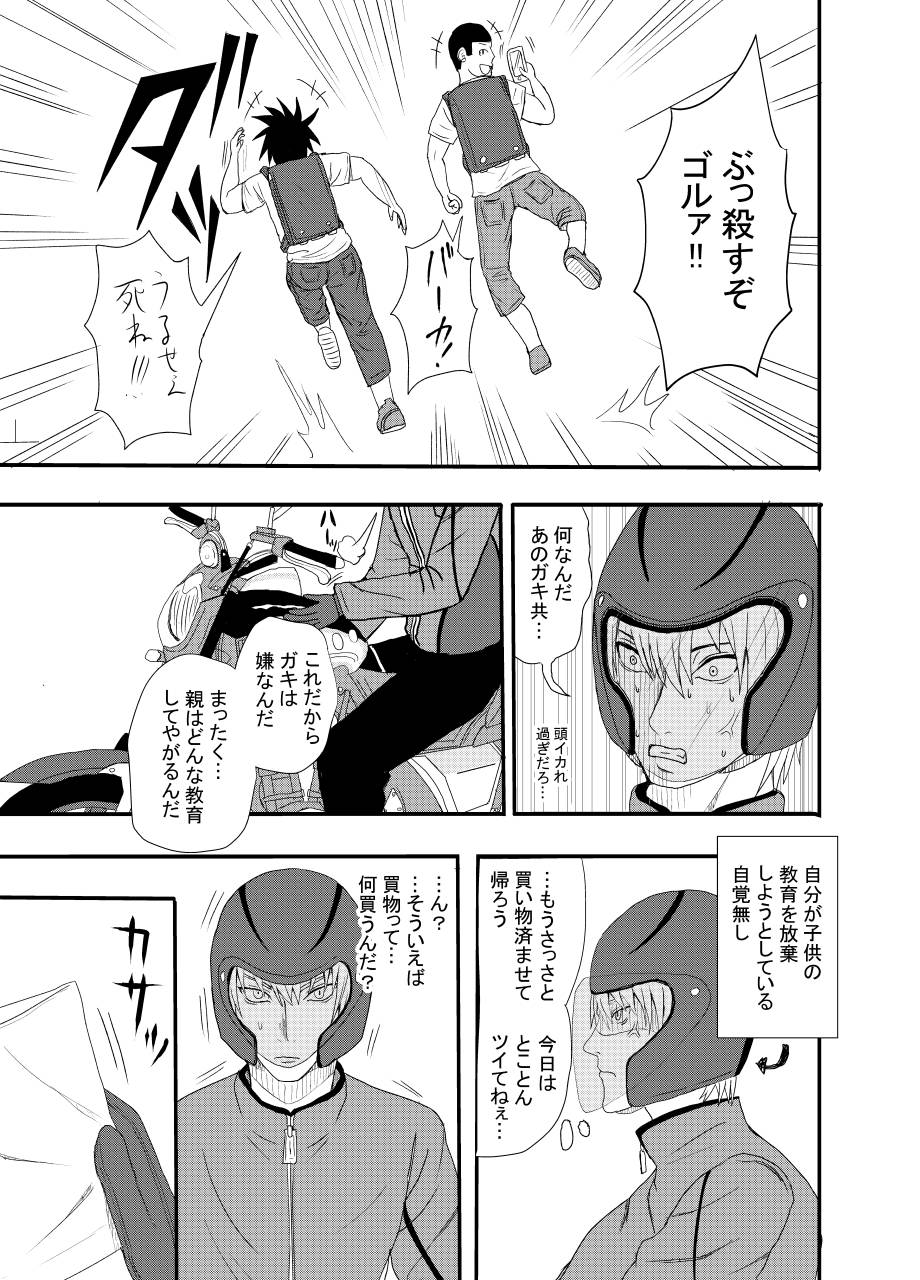 ぶっ殺すぞ
ゴルァ!!
バーカ!
ダッ
うるせぇ
死ね!!!
何なんだ
あのガキ共…
頭イカれ
過ぎだろ…
これだから
ガキは
嫌なんだ
まったく…
親はどんな教育
してやがるんだ
自分が子供の
教育を放棄
しようとしている
自覚無し
…もうさっさと
買い物済ませて
帰ろう
今日は
とことん
ツイてねぇ…
…ん?
…そういえば
買物って…
何買うんだ?
カサッ